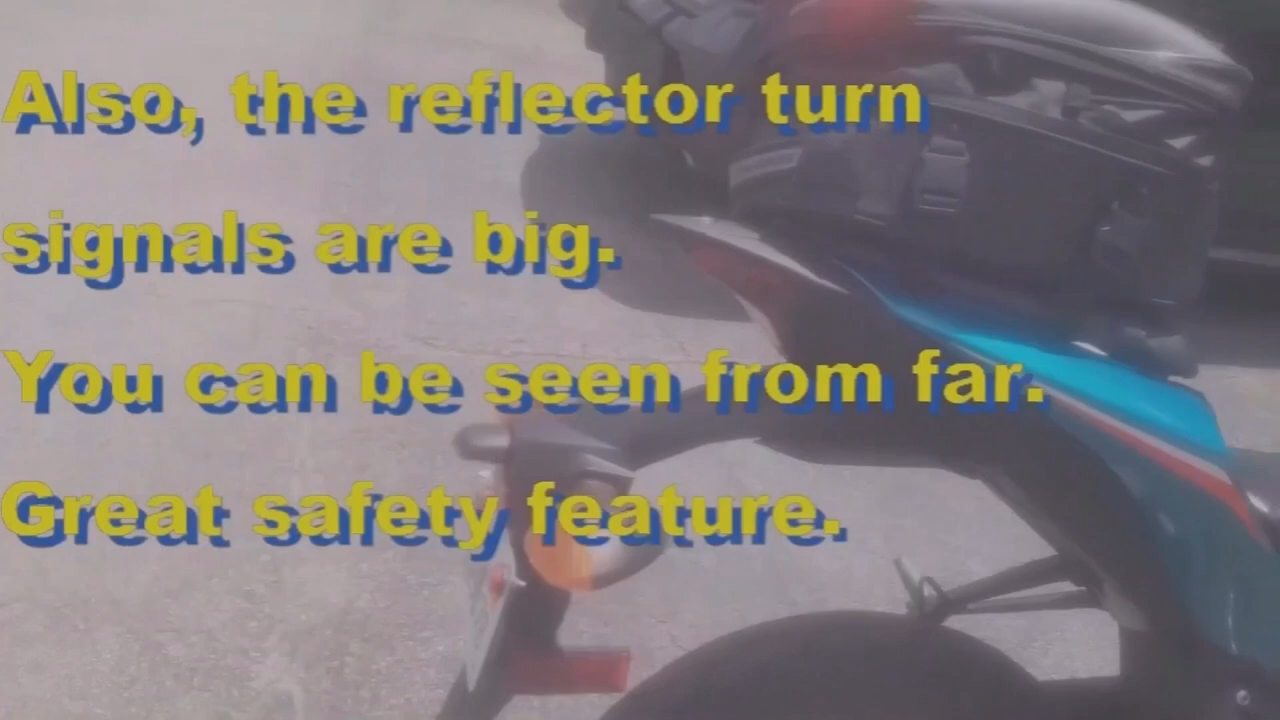 Also, the reflector turn
signals are big.
You can be seen from far.
Great safety feature.